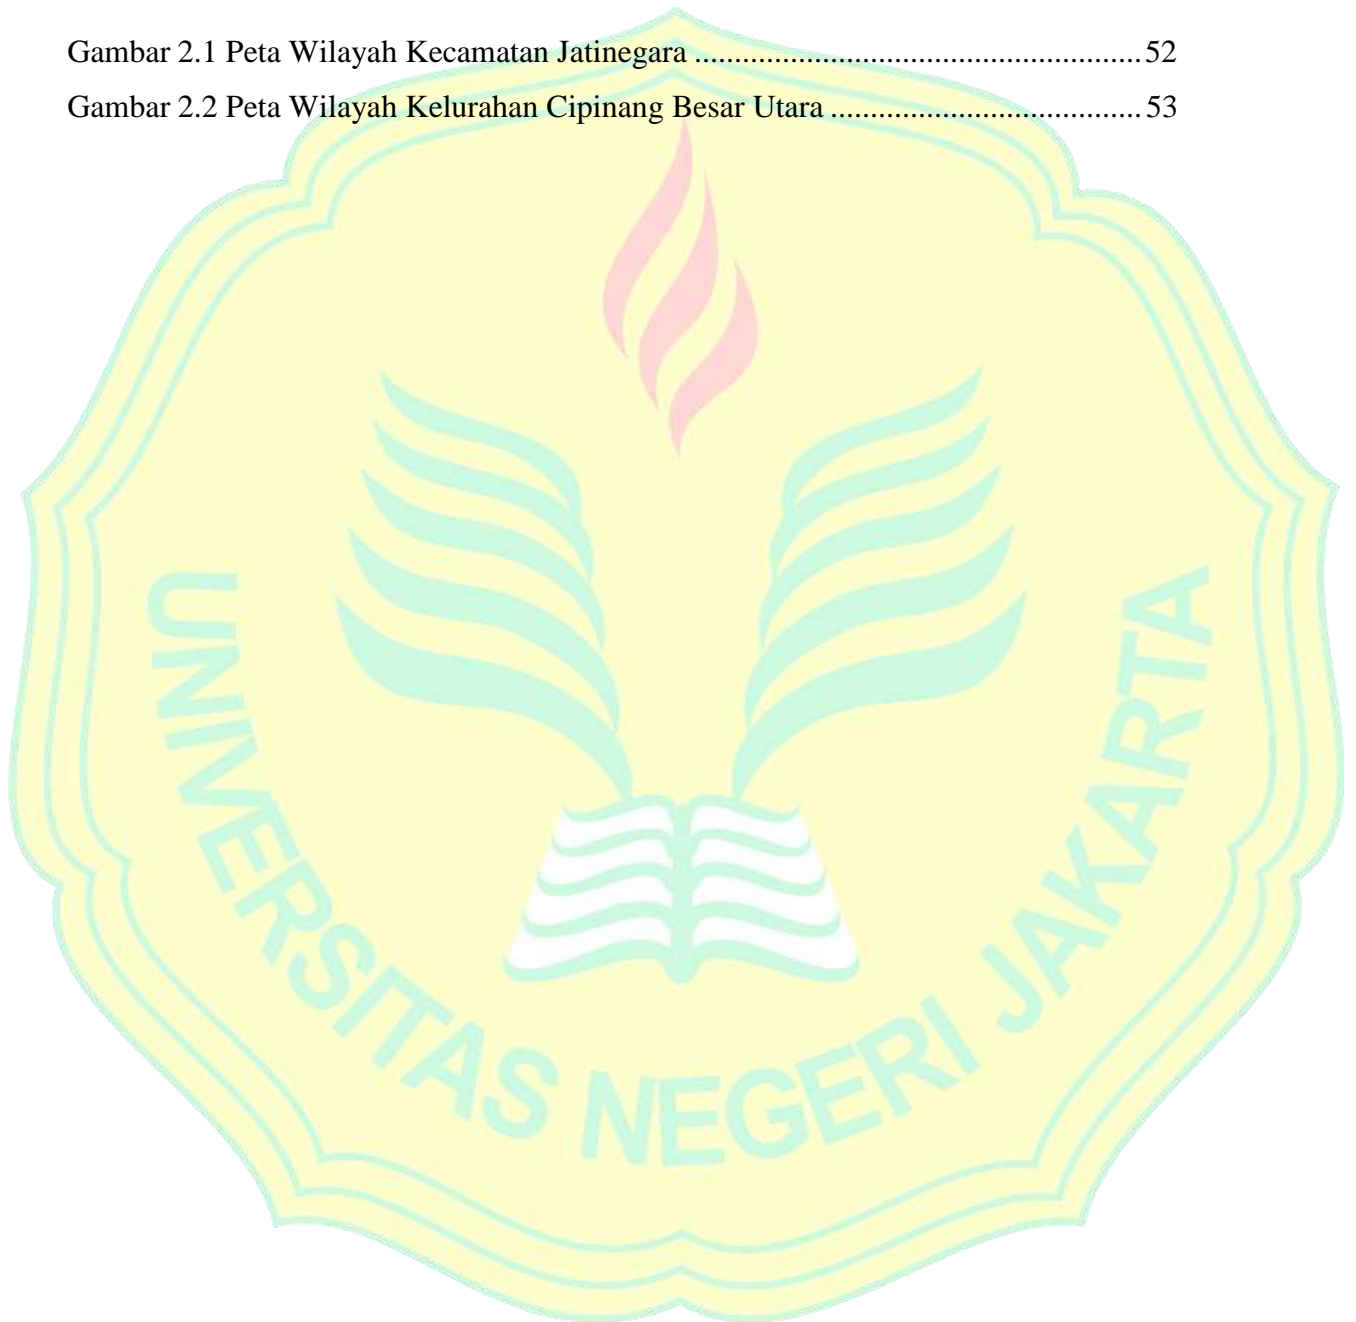 Gambar 2.1 Peta Wilayah Kecamatan Jatinegara ....................................................... 52
Gambar 2.2 Peta Wilayah Kelurahan Cipinang Besar Utara ...................................... 53
UNIVERSITAS NEGERI JAKARTA